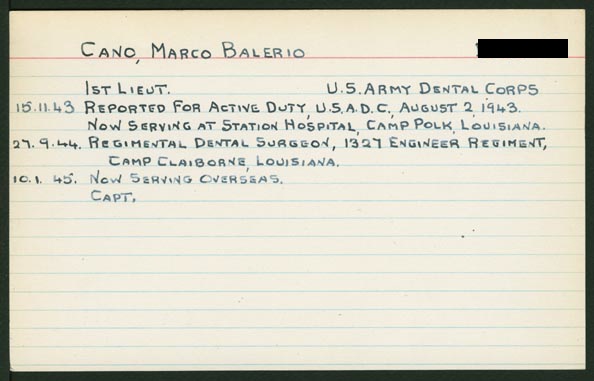 CANO, MARCO BALERIO
1ST LIEUT. U.S. ARMY DENTAL CORPS
15.11.43 REPORTED FOR ACTIVE DUTY, U.S.A.D.C., AUGUST 2, 1943.
NOW SERVING AT STATION HOSPITAL, CAMP POLK, LOUISIANA.
27.9.44. REGIMENTAL DENTAL SURGEON, 1327 ENGINEER REGIMENT,
CAMP CLAIBORNE, LOUISIANA.
10.1.45. NOW SERVING OVERSEAS.
CAPT.